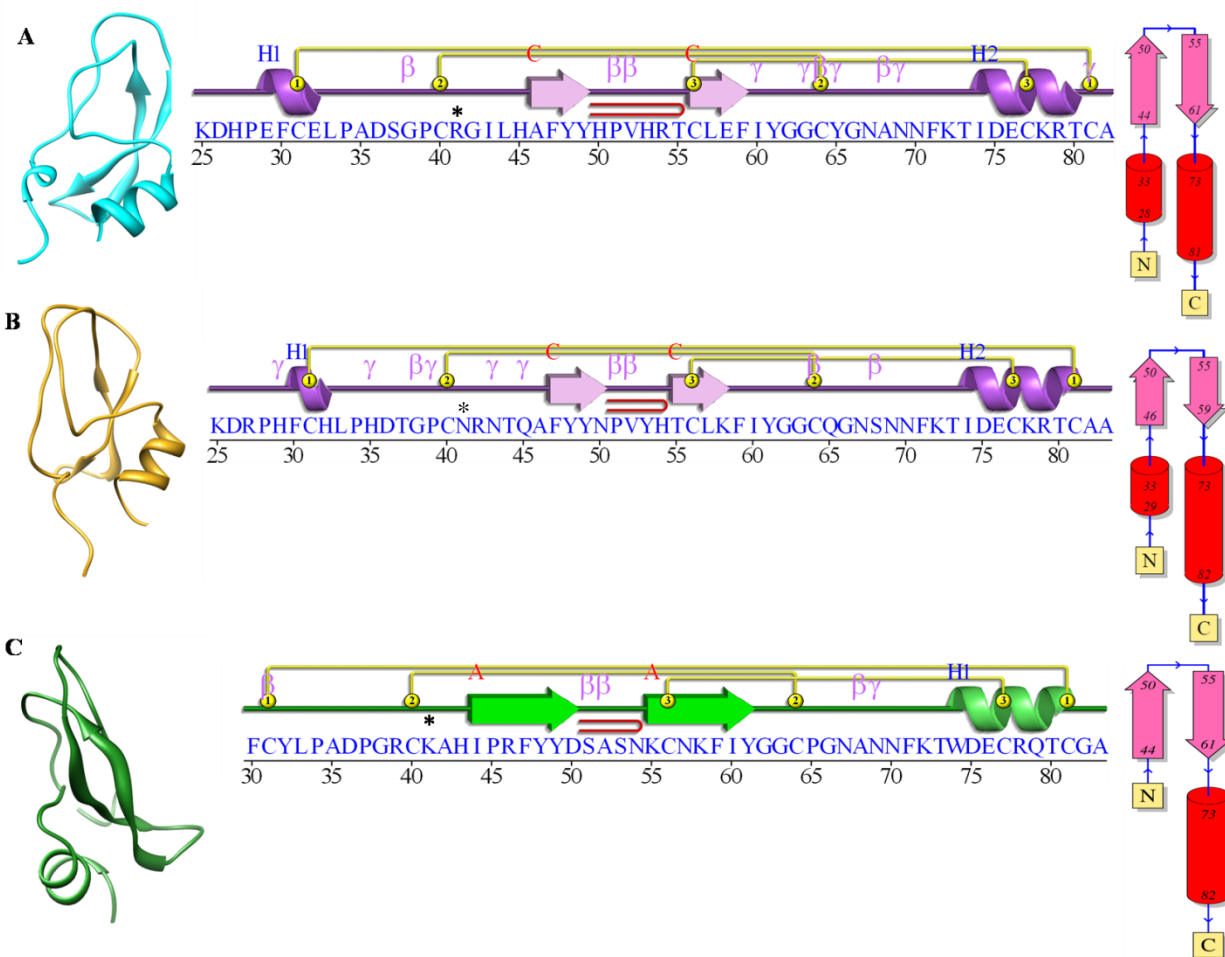 A
H1 C C H2
β ββ γ γβγ βγ γ
1 2 3 2 3 1
*
KDHPEFCELPADSGPCRGILHAFYYHPVHRTCLEFIYGGCYGNANNFKTIDECKRTCA
25 30 35 40 45 50 55 60 65 70 75 80
50 55
44 61
33 73
28
81
N
C
B
H1 C C H2
γ γ βγ γ γ ββ β β
1 2 3 2 3 1
*
KDRPHFCHLPHDTGPCNRNTQAFYYNPVYHTCLKFIYGGCQGNSNNFKTIDECKRTCAA
25 30 35 40 45 50 55 60 65 70 75 80
50 55
46 59
33 73
29
82
N
C
C
A A H1
β ββ βγ
1 2 3 2 3 1
*
FCYLPADPGRCKAHIPRFYYDSASNKCNKFIYGGCPGNANNFKTWDECRQTCGA
30 35 40 45 50 55 60 65 70 75 80
50 55
44 61
N
73
82
C